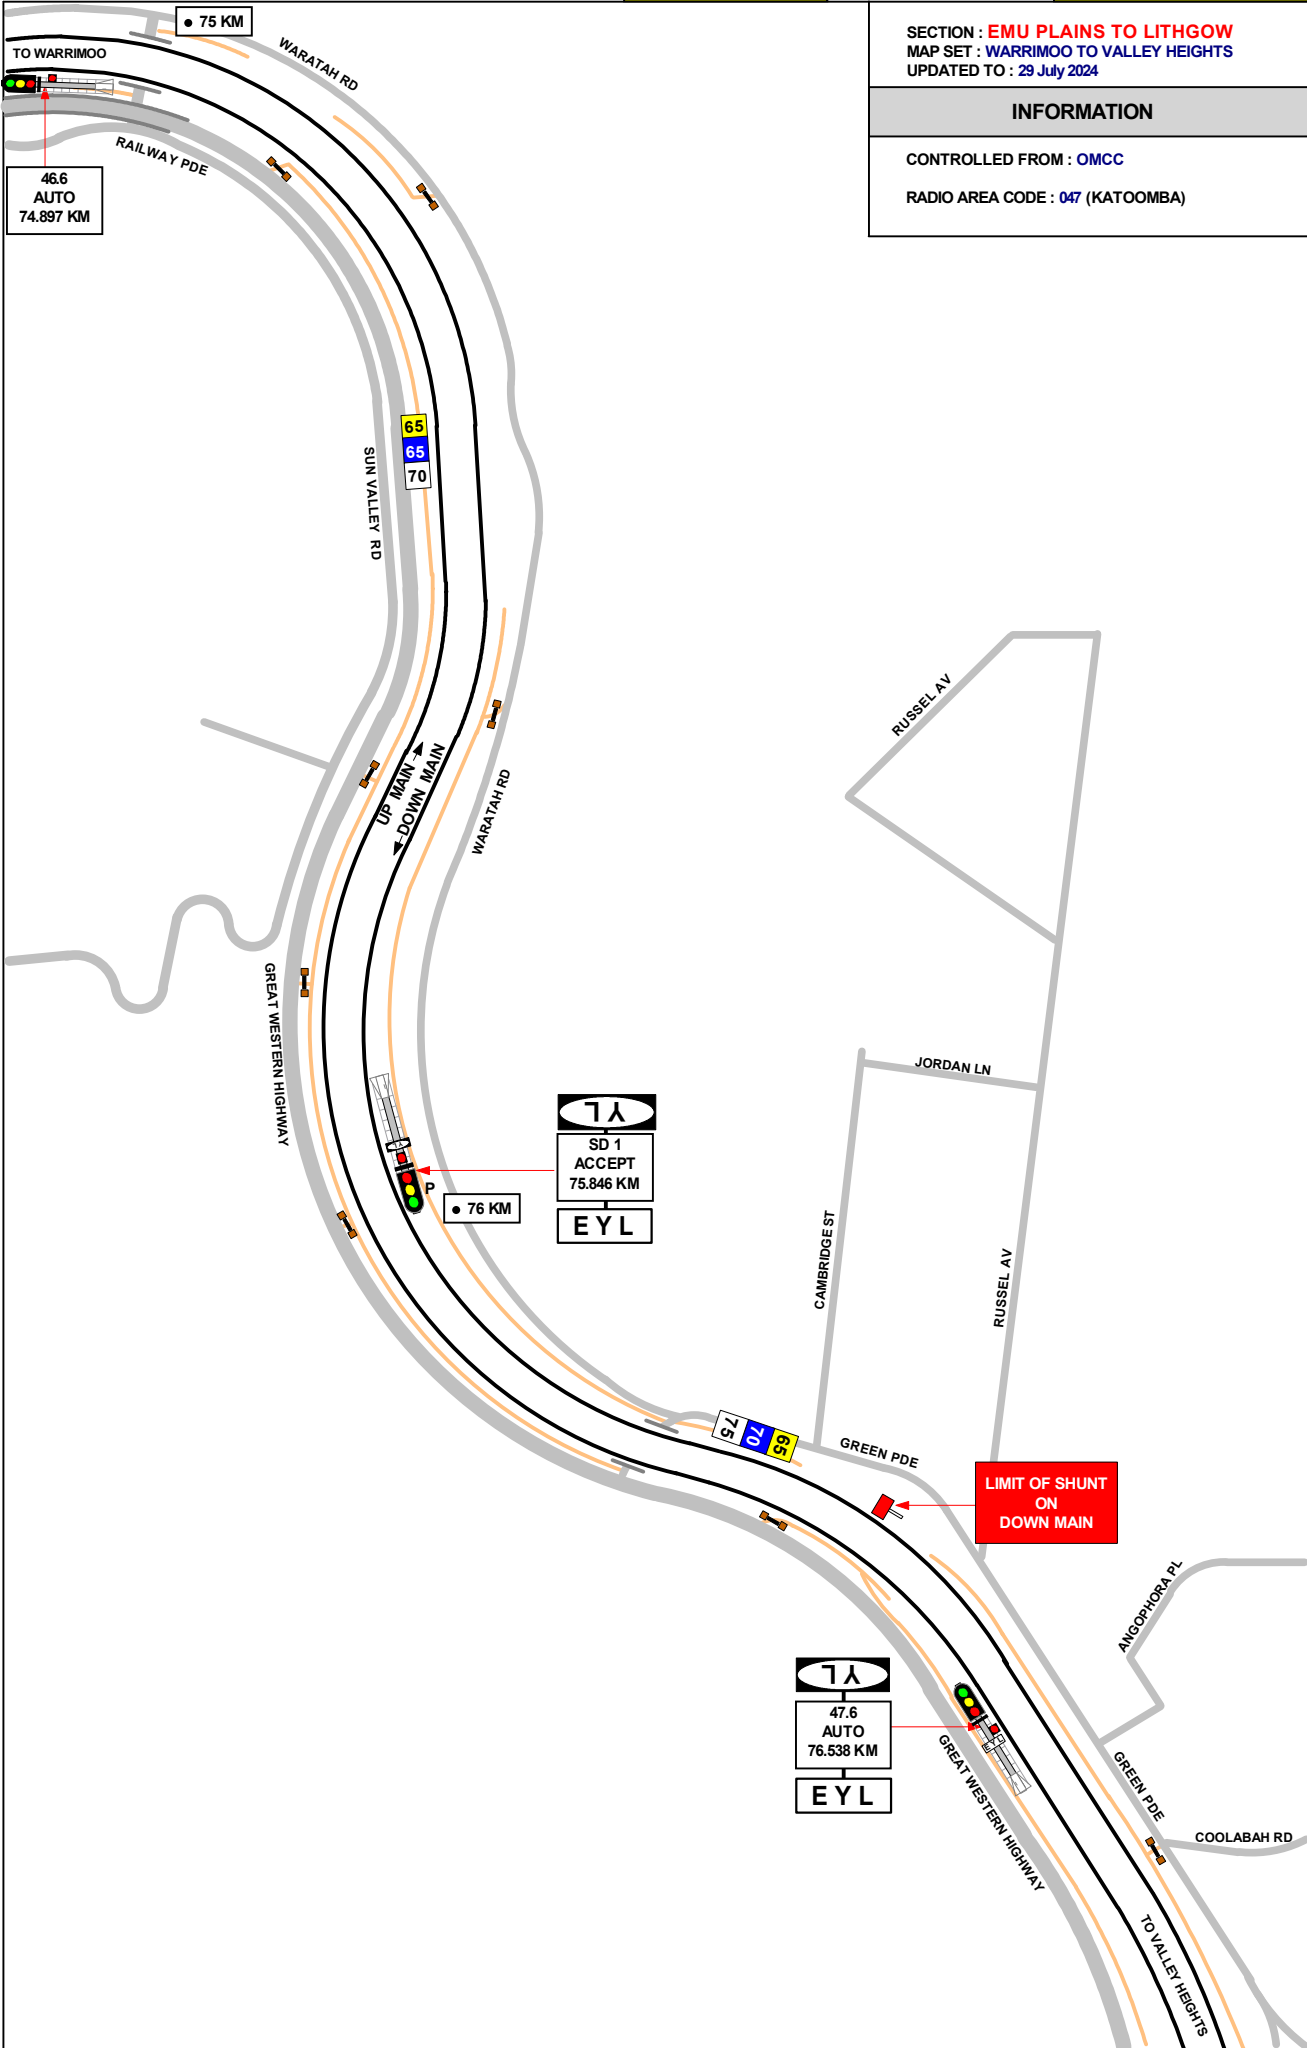 ● 75 KM
TO WARRIMOO
WARATAH RD
SECTION : EMU PLAINS TO LITHGOW
MAP SET : WARRIMOO TO VALLEY HEIGHTS
UPDATED TO : 29 July 2024
INFORMATION
CONTROLLED FROM : OMCC
RADIO AREA CODE : 047 (KATOOMBA)
RAILWAY PDE
46.6
AUTO
74.897 KM
65
65
70
SUN VALLEY RD
RUSSEL AV
UP MAIN
DOWN MAIN
WARATAH RD
GREAT WESTERN HIGHWAY
JORDAN LN
YL
SD 1
ACCEPT
75.846 KM
EYL
P
● 76 KM
CAMBRIDGE ST
RUSSEL AV
75
70
65
GREEN PDE
LIMIT OF SHUNT
ON
DOWN MAIN
ANGOPHORA PL
YL
47.6
AUTO
76.538 KM
EYL
GREAT WESTERN HIGHWAY
GREEN PDE
COOLABAH RD
TO VALLEY HEIGHTS